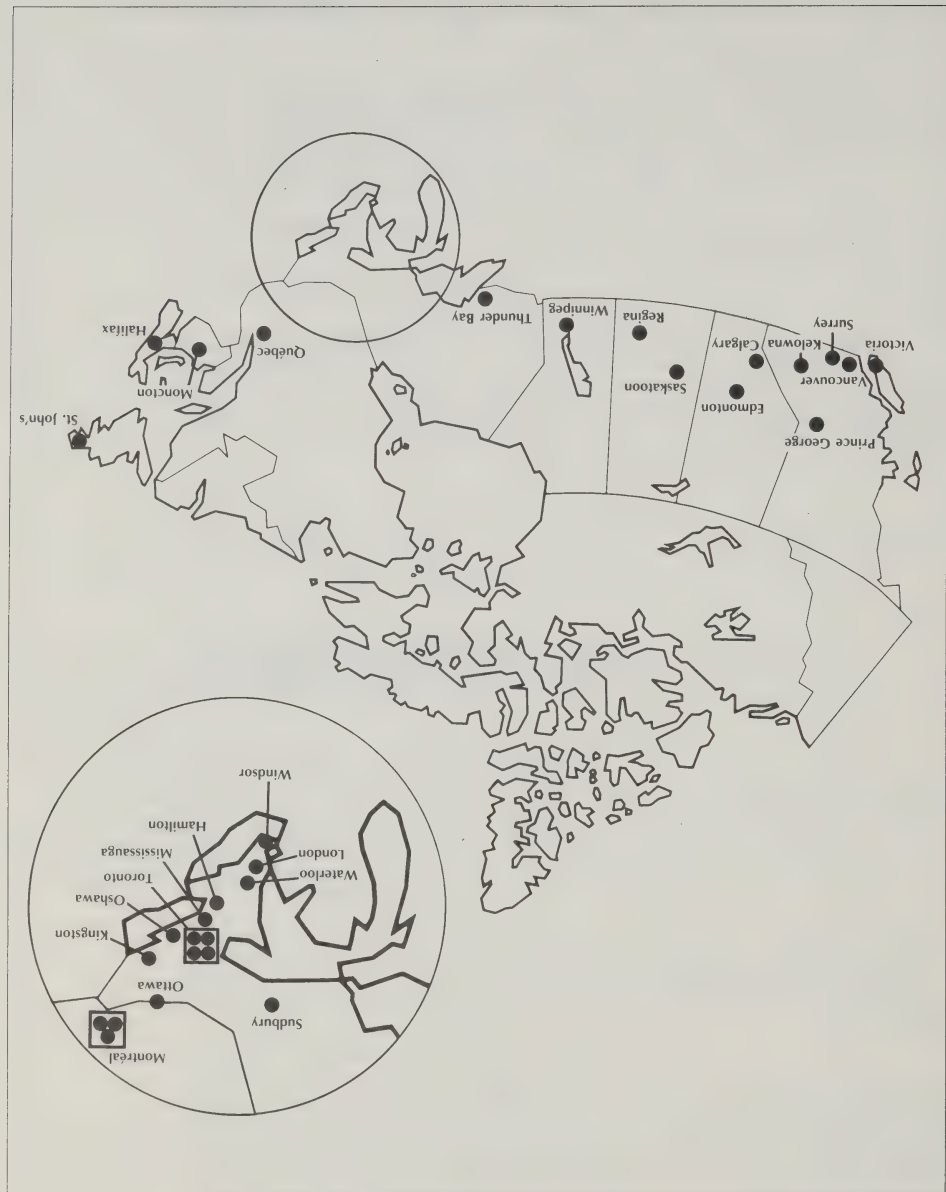 Montréal
Sudbury
Ottawa
Kingston
Oshawa
Toronto
Mississauga
Hamilton
Waterloo
London
Windsor
St. John's
Prince George
Edmonton
Saskatoon
Moncton
Halifax
Québec
Victoria
Vancouver
Surrey
Kelowna
Calgary
Regina
Winnipeg
Thunder Bay